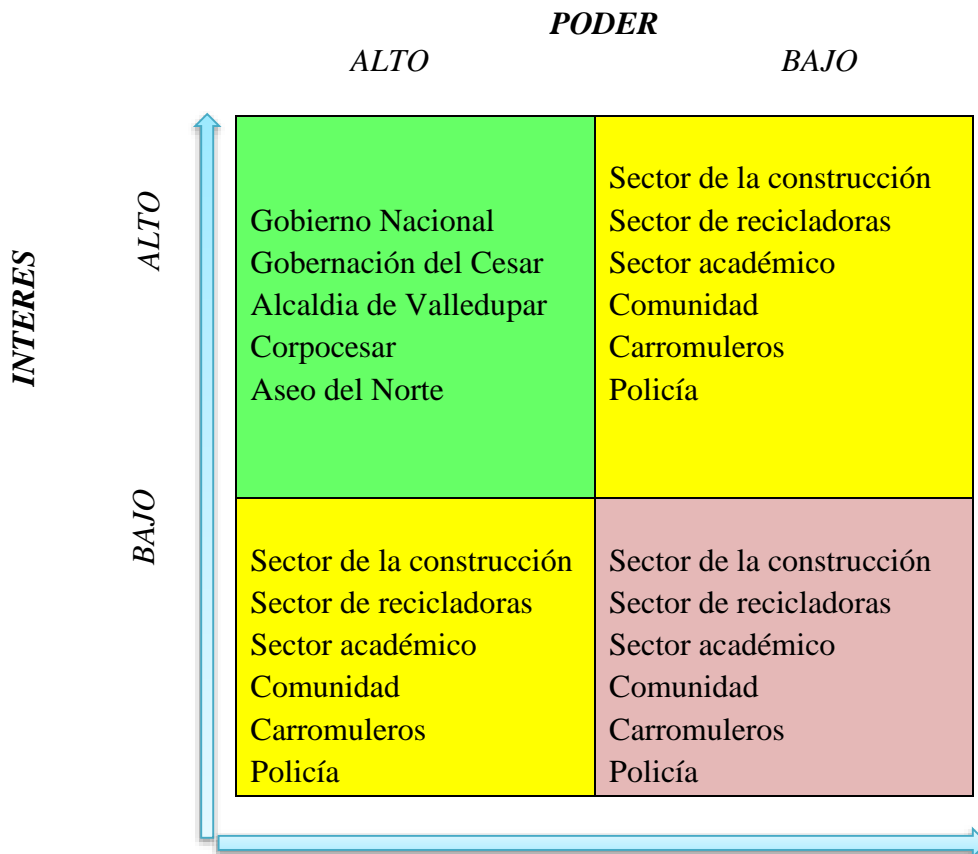 PODER
ALTO BAJO
INTERES
ALTO
Gobierno Nacional
Gobernación del Cesar
Alcaldia de Valledupar
Corpocesar
Aseo del Norte
Sector de la construcción
Sector de recicladoras
Sector académico
Comunidad
Carromuleros
Policía
BAJO
Sector de la construcción
Sector de recicladoras
Sector académico
Comunidad
Carromuleros
Policía
Sector de la construcción
Sector de recicladoras
Sector académico
Comunidad
Carromuleros
Policía